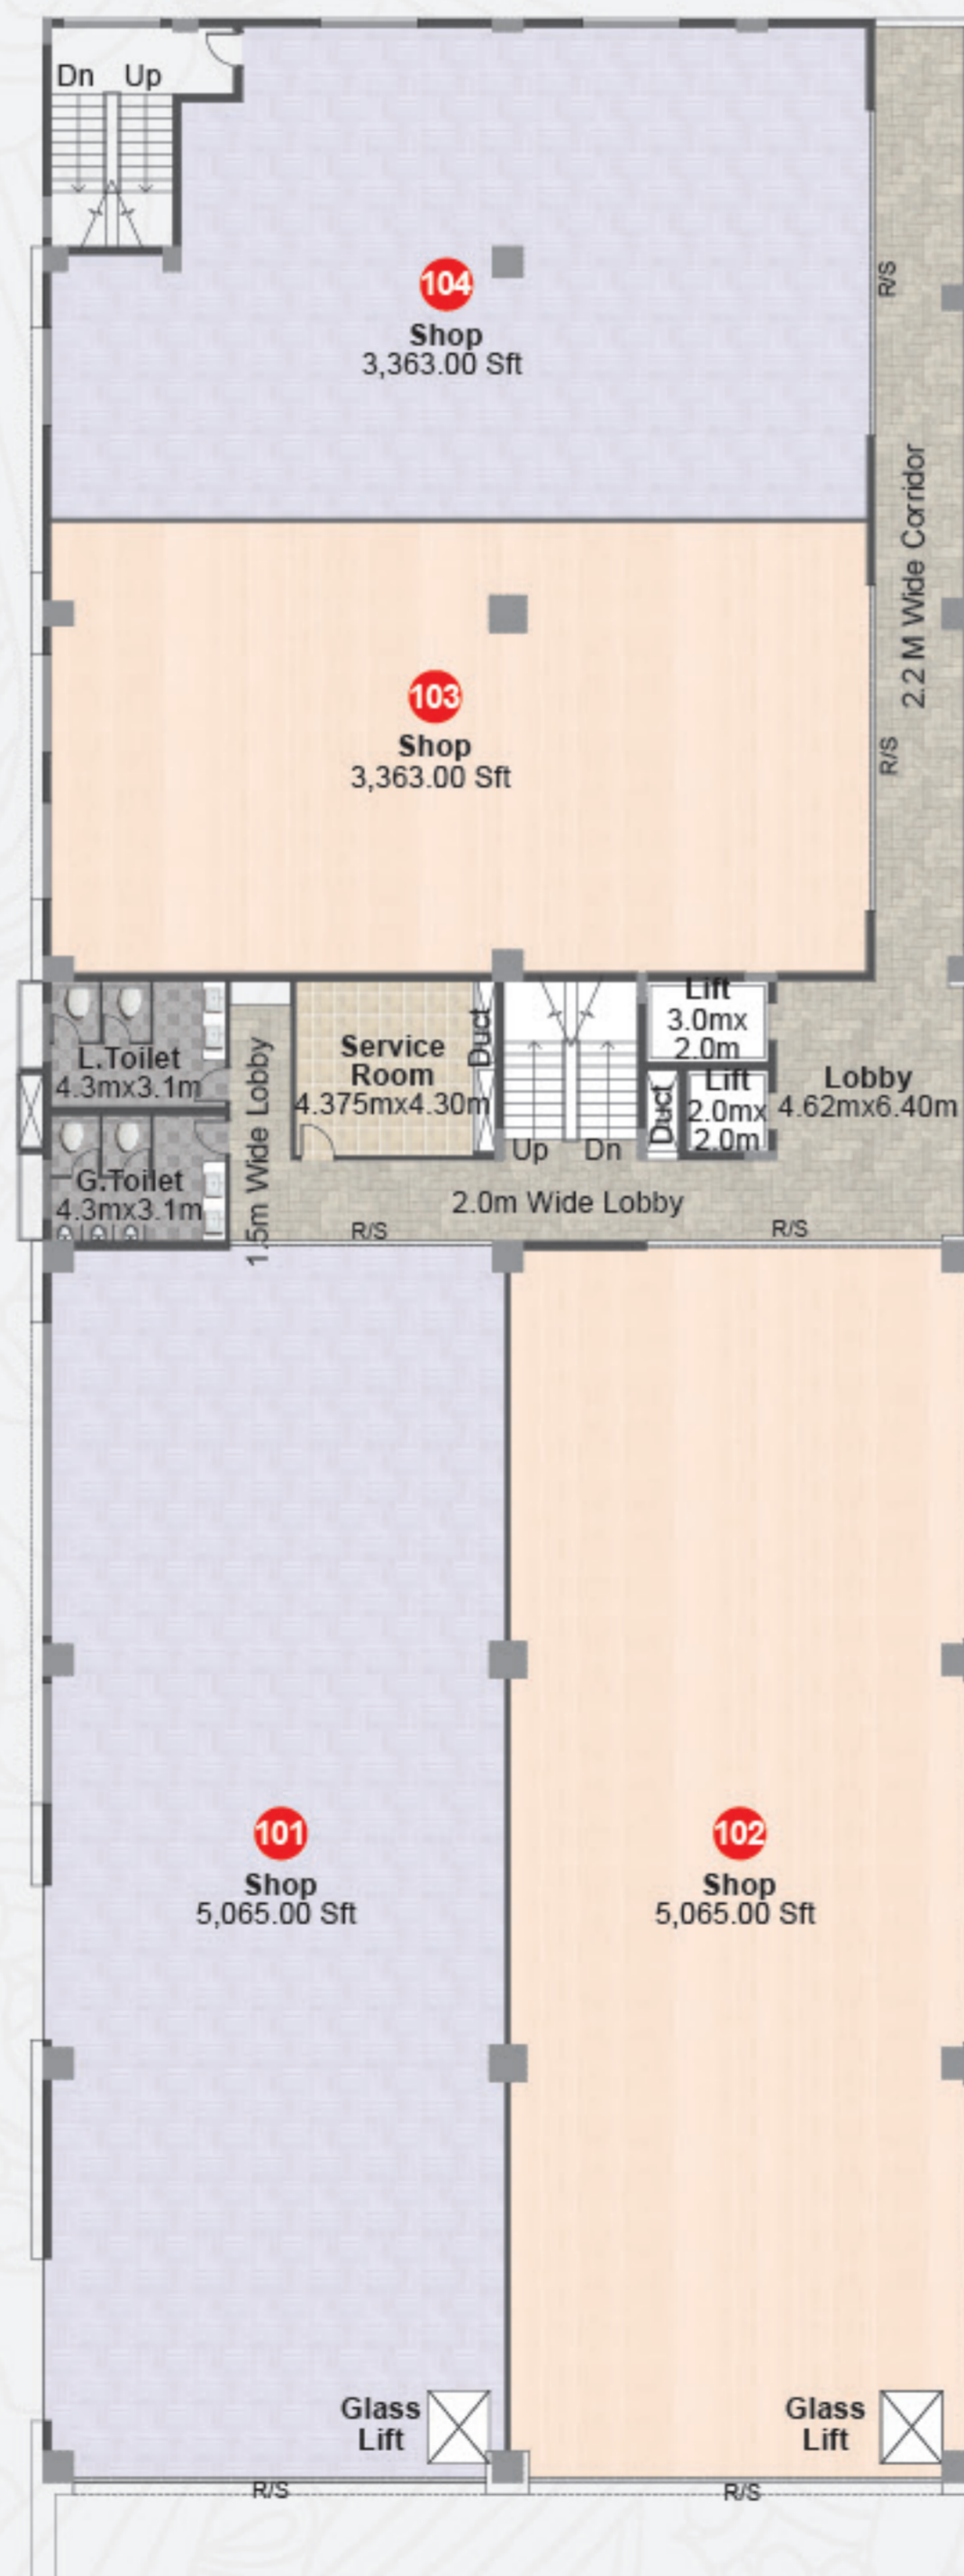 Dn Up
104
Shop
3,363.00 Sft
R/S
2.2 M Wide Corridor
103
Shop
3,363.00 Sft
R/S
L.Toilet
4.3mx3.1m
G.Toilet
4.3mx3.1m
1.5m Wide Lobby
Service
Room
4.375mx4.30m
Duct
Up Dn
Lift
3.0mx
2.0m
Duct
Lift
2.0mx
2.0m
Lobby
4.62mx6.40m
2.0m Wide Lobby
R/S
R/S
101
Shop
5,065.00 Sft
102
Shop
5,065.00 Sft
Glass
Lift
Glass
Lift
R/S
R/S